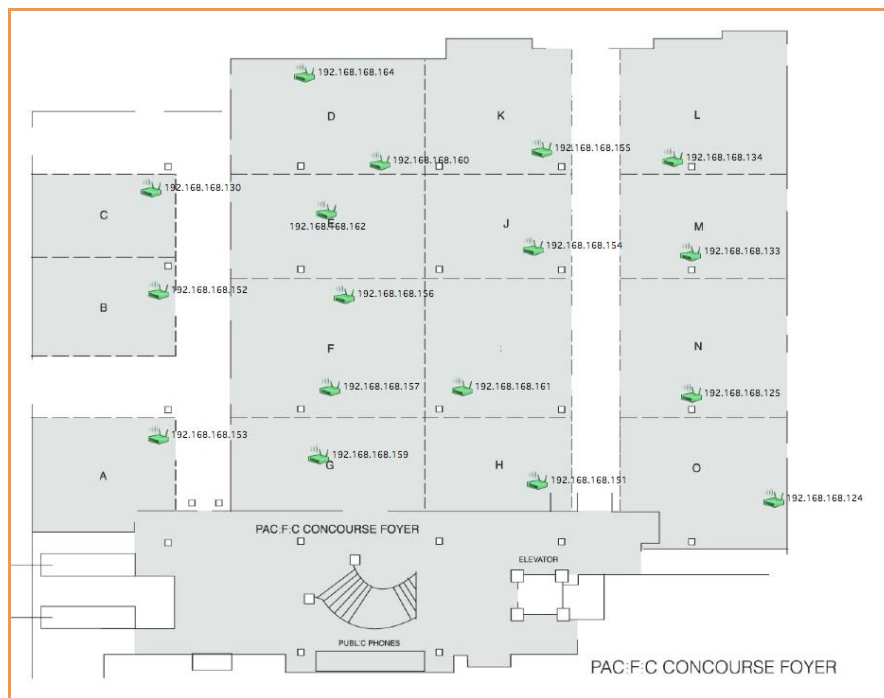 192.168.168.164
D
K
L
192.168.168.160
192.168.168.155
192.168.168.134
192.168.168.130
C
E
192.168.168.162
J
192.168.168.154
M
192.168.168.133
192.168.168.152
B
192.168.168.156
F
:
N
192.168.168.157
192.168.168.161
192.168.168.125
192.168.168.153
A
192.168.168.159
G
H
192.168.168.151
O
192.168.168.124
PAC:F:C CONCOURSE FOYER
ELEVATOR
PUBL:C PHONES
PAC:F:C CONCOURSE FOYER